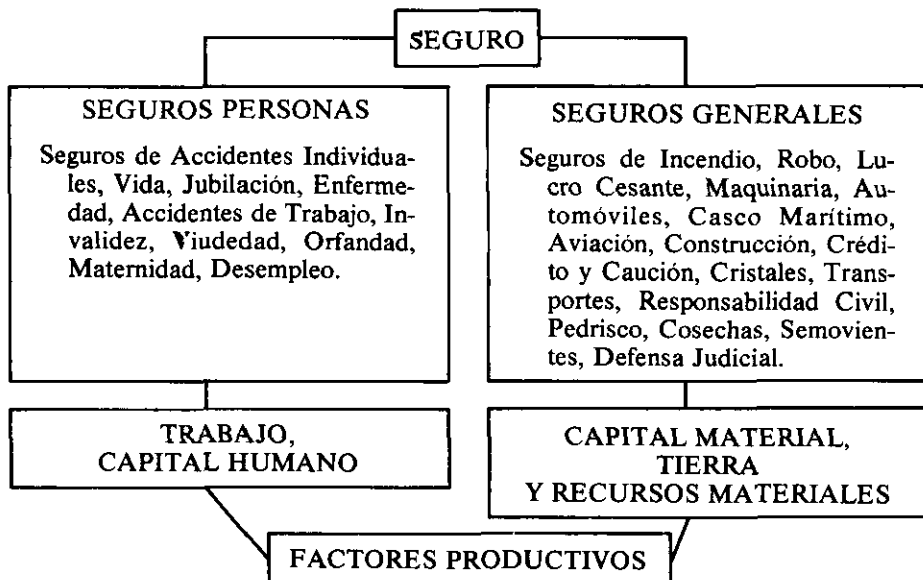 SEGURO
SEGUROS PERSONAS
Seguros de Accidentes Individua-
les, Vida, Jubilación, Enferme-
dad, Accidentes de Trabajo, In-
validez, Viudedad, Orfandad,
Maternidad, Desempleo.
SEGUROS GENERALES
Seguros de Incendio, Robo, Lu-
cro Cesante, Maquinaria, Au-
tomóviles, Casco Marítimo,
Aviación, Construcción, Crédi-
to y Caución, Cristales, Trans-
portes, Responsabilidad Civil,
Pedrisco, Cosechas, Semovien-
tes, Defensa Judicial.
TRABAJO,
CAPITAL HUMANO
CAPITAL MATERIAL,
TIERRA
Y RECURSOS MATERIALES
FACTORES PRODUCTIVOS